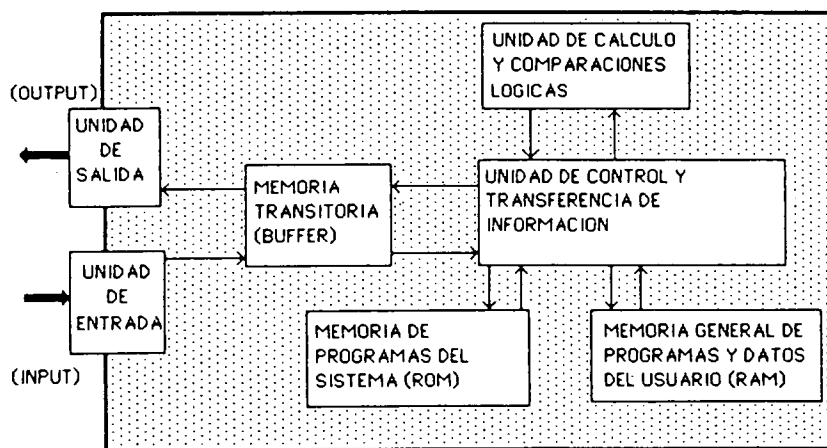 UNIDAD DE CALCULO
Y COMPARACIONES
LOGICAS
(OUTPUT)
UNIDAD
DE
SALIDA
MEMORIA
TRANSITORIA
(BUFFER)
UNIDAD DE CONTROL Y
TRANSFERENCIA DE
INFORMACION
UNIDAD
DE
ENTRADA
(INPUT)
MEMORIA DE
PROGRAMAS DEL
SISTEMA (ROM)
MEMORIA GENERAL DE
PROGRAMAS Y DATOS
DEL USUARIO (RAM)